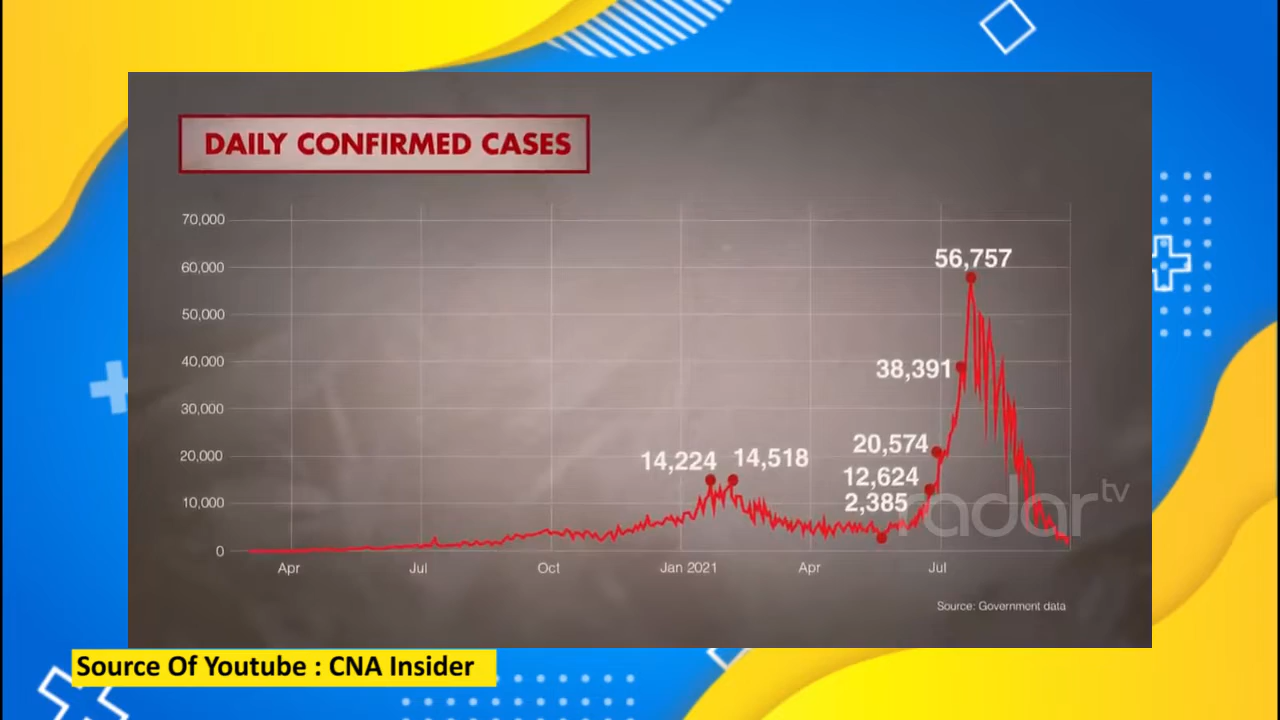 DAILY CONFIRMED CASES
70,000
60,000
56,757
50,000
40,000
38,391
30,000
20,000
20,574
14,224
14,518
12,624
10,000
2,385
radar tv
0
Apr
Jul
Oct
Jan 2021
Apr
Jul
Source: Government data
Source Of Youtube : CNA Insider